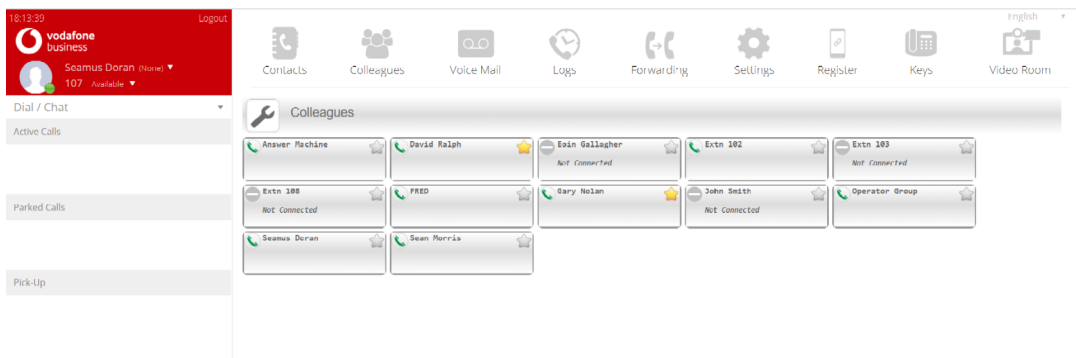 18:13:39 Logout
vodafone
business
Seamus Doran (None) ▼
107 Available ▼
English ▼
Contacts Colleagues Voice Mail Logs Forwarding Settings Register Keys Video Room
Dial / Chat ▼
Active Calls
Parked Calls
Pick-Up
Colleagues
Answer Machine David Ralph Eoin Gallagher Extn 102 Extn 103
Not Connected Not Connected
Extn 108 FRED Gary Nolan John Smith Operator Group
Not Connected Not Connected
Seamus Doran Sean Morris